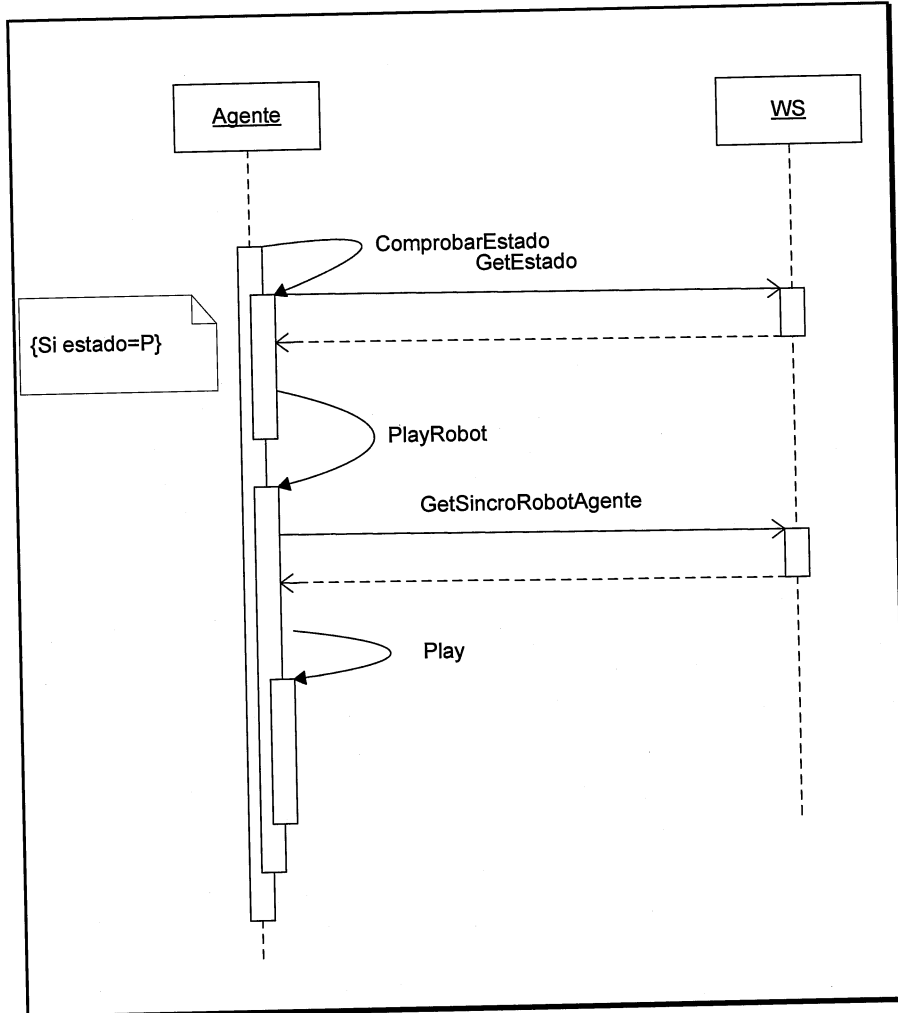 Agente
WS
ComprobarEstado
GetEstado
{Si estado=P}
PlayRobot
GetSincroRobotAgente
Play